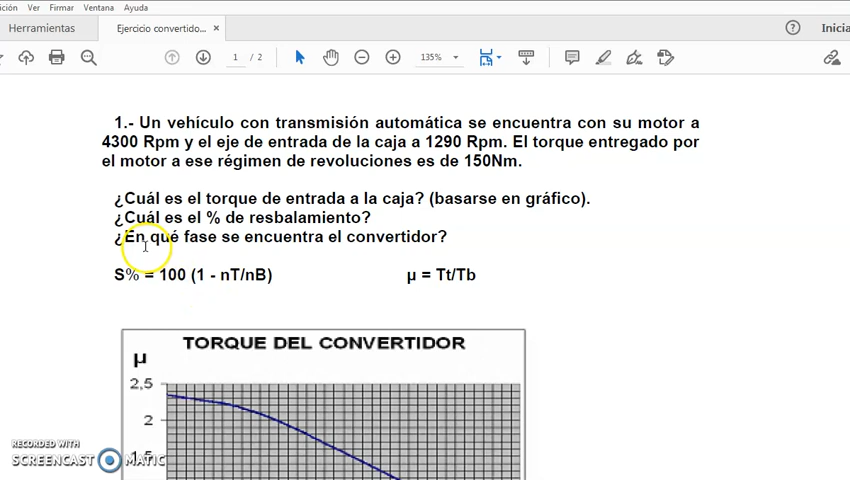 ición Ver Firmar Ventana Ayuda
Herramientas Ejercicio convertido... × Inicia
1 / 2 135%
1.- Un vehículo con transmisión automática se encuentra con su motor a
4300 Rpm y el eje de entrada de la caja a 1290 Rpm. El torque entregado por
el motor a ese régimen de revoluciones es de 150Nm.
¿Cuál es el torque de entrada a la caja? (basarse en gráfico).
¿Cuál es el % de resbalamiento?
¿En qué fase se encuentra el convertidor?
S% = 100 (1 - nT/nB) μ = Tt/Tb
TORQUE DEL CONVERTIDOR
μ
2,5
2
1,5
RECORDED WITH
SCREENCAST MATIC